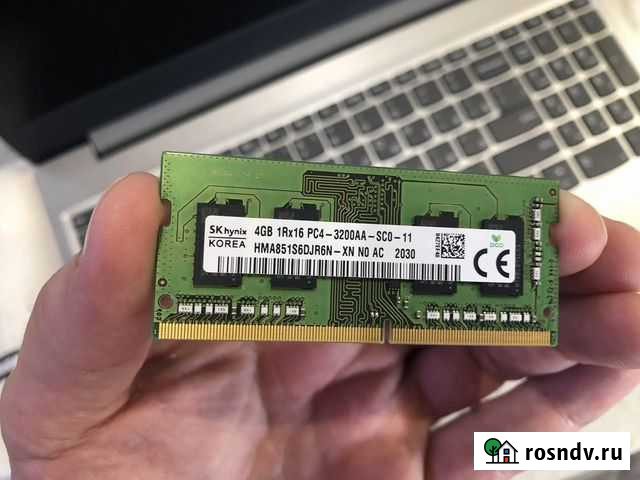 SK hynix
KOREA
4GB 1Rx16 PC4-3200AA-SC0-11
HMA851S6DJR6N-XN N0 AC 2030
CE
rosndv.ru